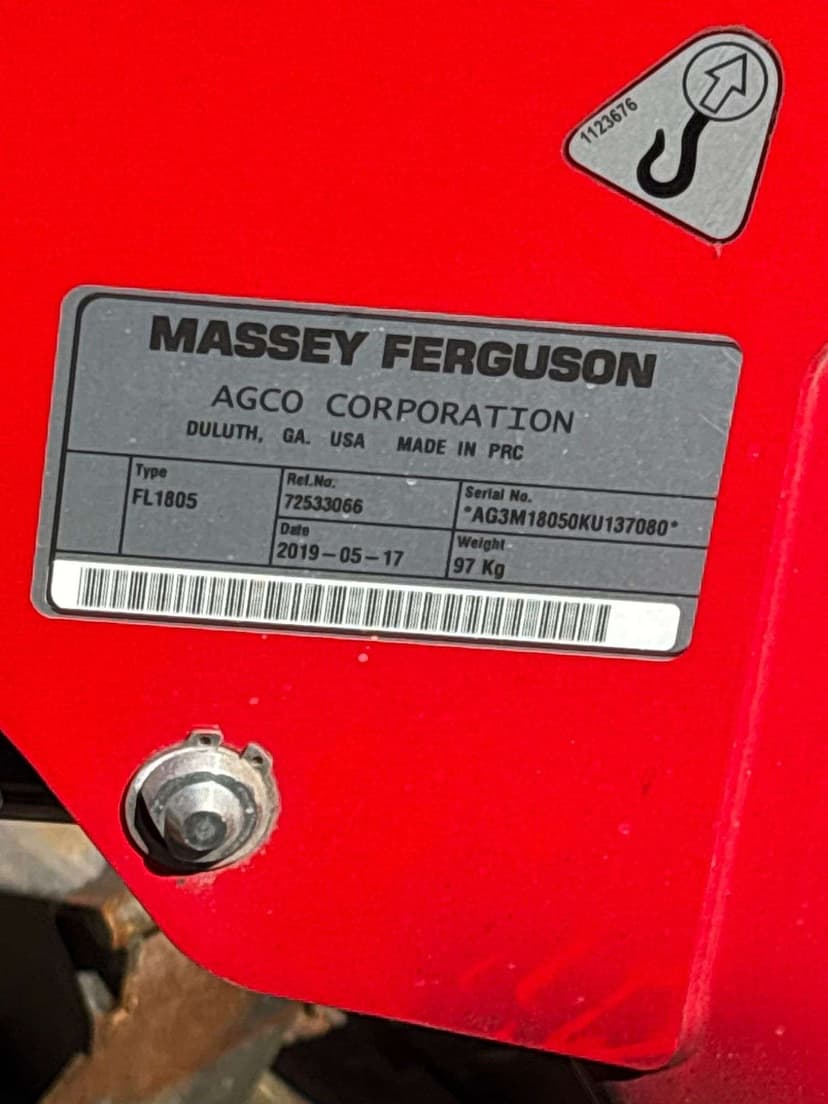 1123676
MASSEY FERGUSON
AGCO CORPORATION
DULUTH, GA. USA MADE IN PRC
Type
FL1805
Ref.No.
72533066
Serial No.
*AG3M18050KU137080*
Date
2019-05-17
Weight
97 Kg